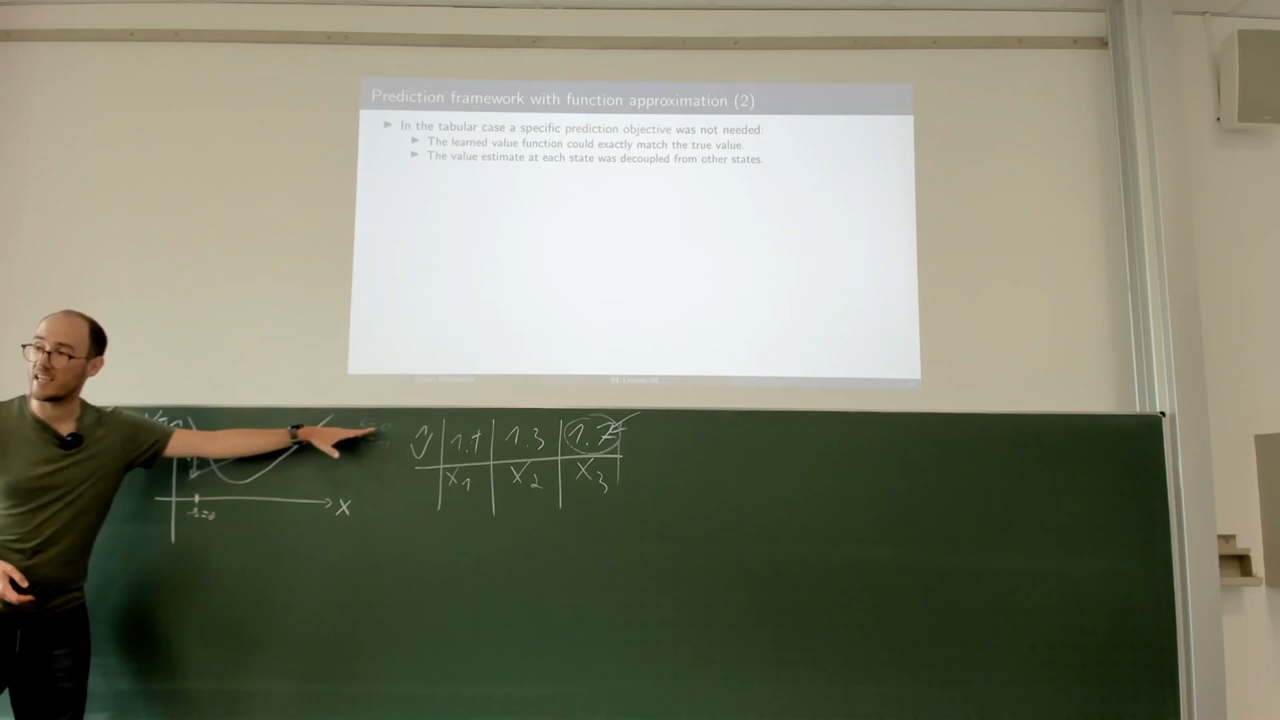 Prediction framework with function approximation (2)
▶ In the tabular case a specific prediction objective was not needed:
▶ The learned value function could exactly match the true value.
▶ The value estimate at each state was decoupled from other states.
1.1 1.3 1.7
x₁ x₂ x₃
X